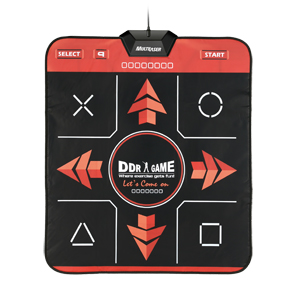 MULTILASER
SELECT
START
DDR GAME
Where exercise gets fun!
Let's Come on